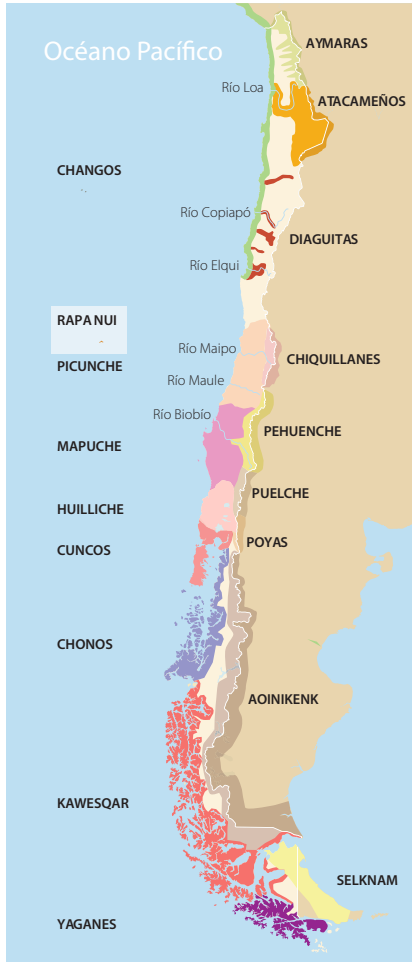 Océano Pacífico
AYMARAS
Río Loa
ATACAMEÑOS
CHANGOS
Río Copiapó
DIAGUITAS
Río Elqui
RAPA NUI
Río Maipo
CHIQUILLANES
PICUNCHE
Río Maule
Río Biobío
PEHUENCHE
MAPUCHE
PUELCHE
HUILLICHE
POYAS
CUNCOS
CHONOS
AOINIKENK
KAWESQAR
SELKNAM
YAGANES